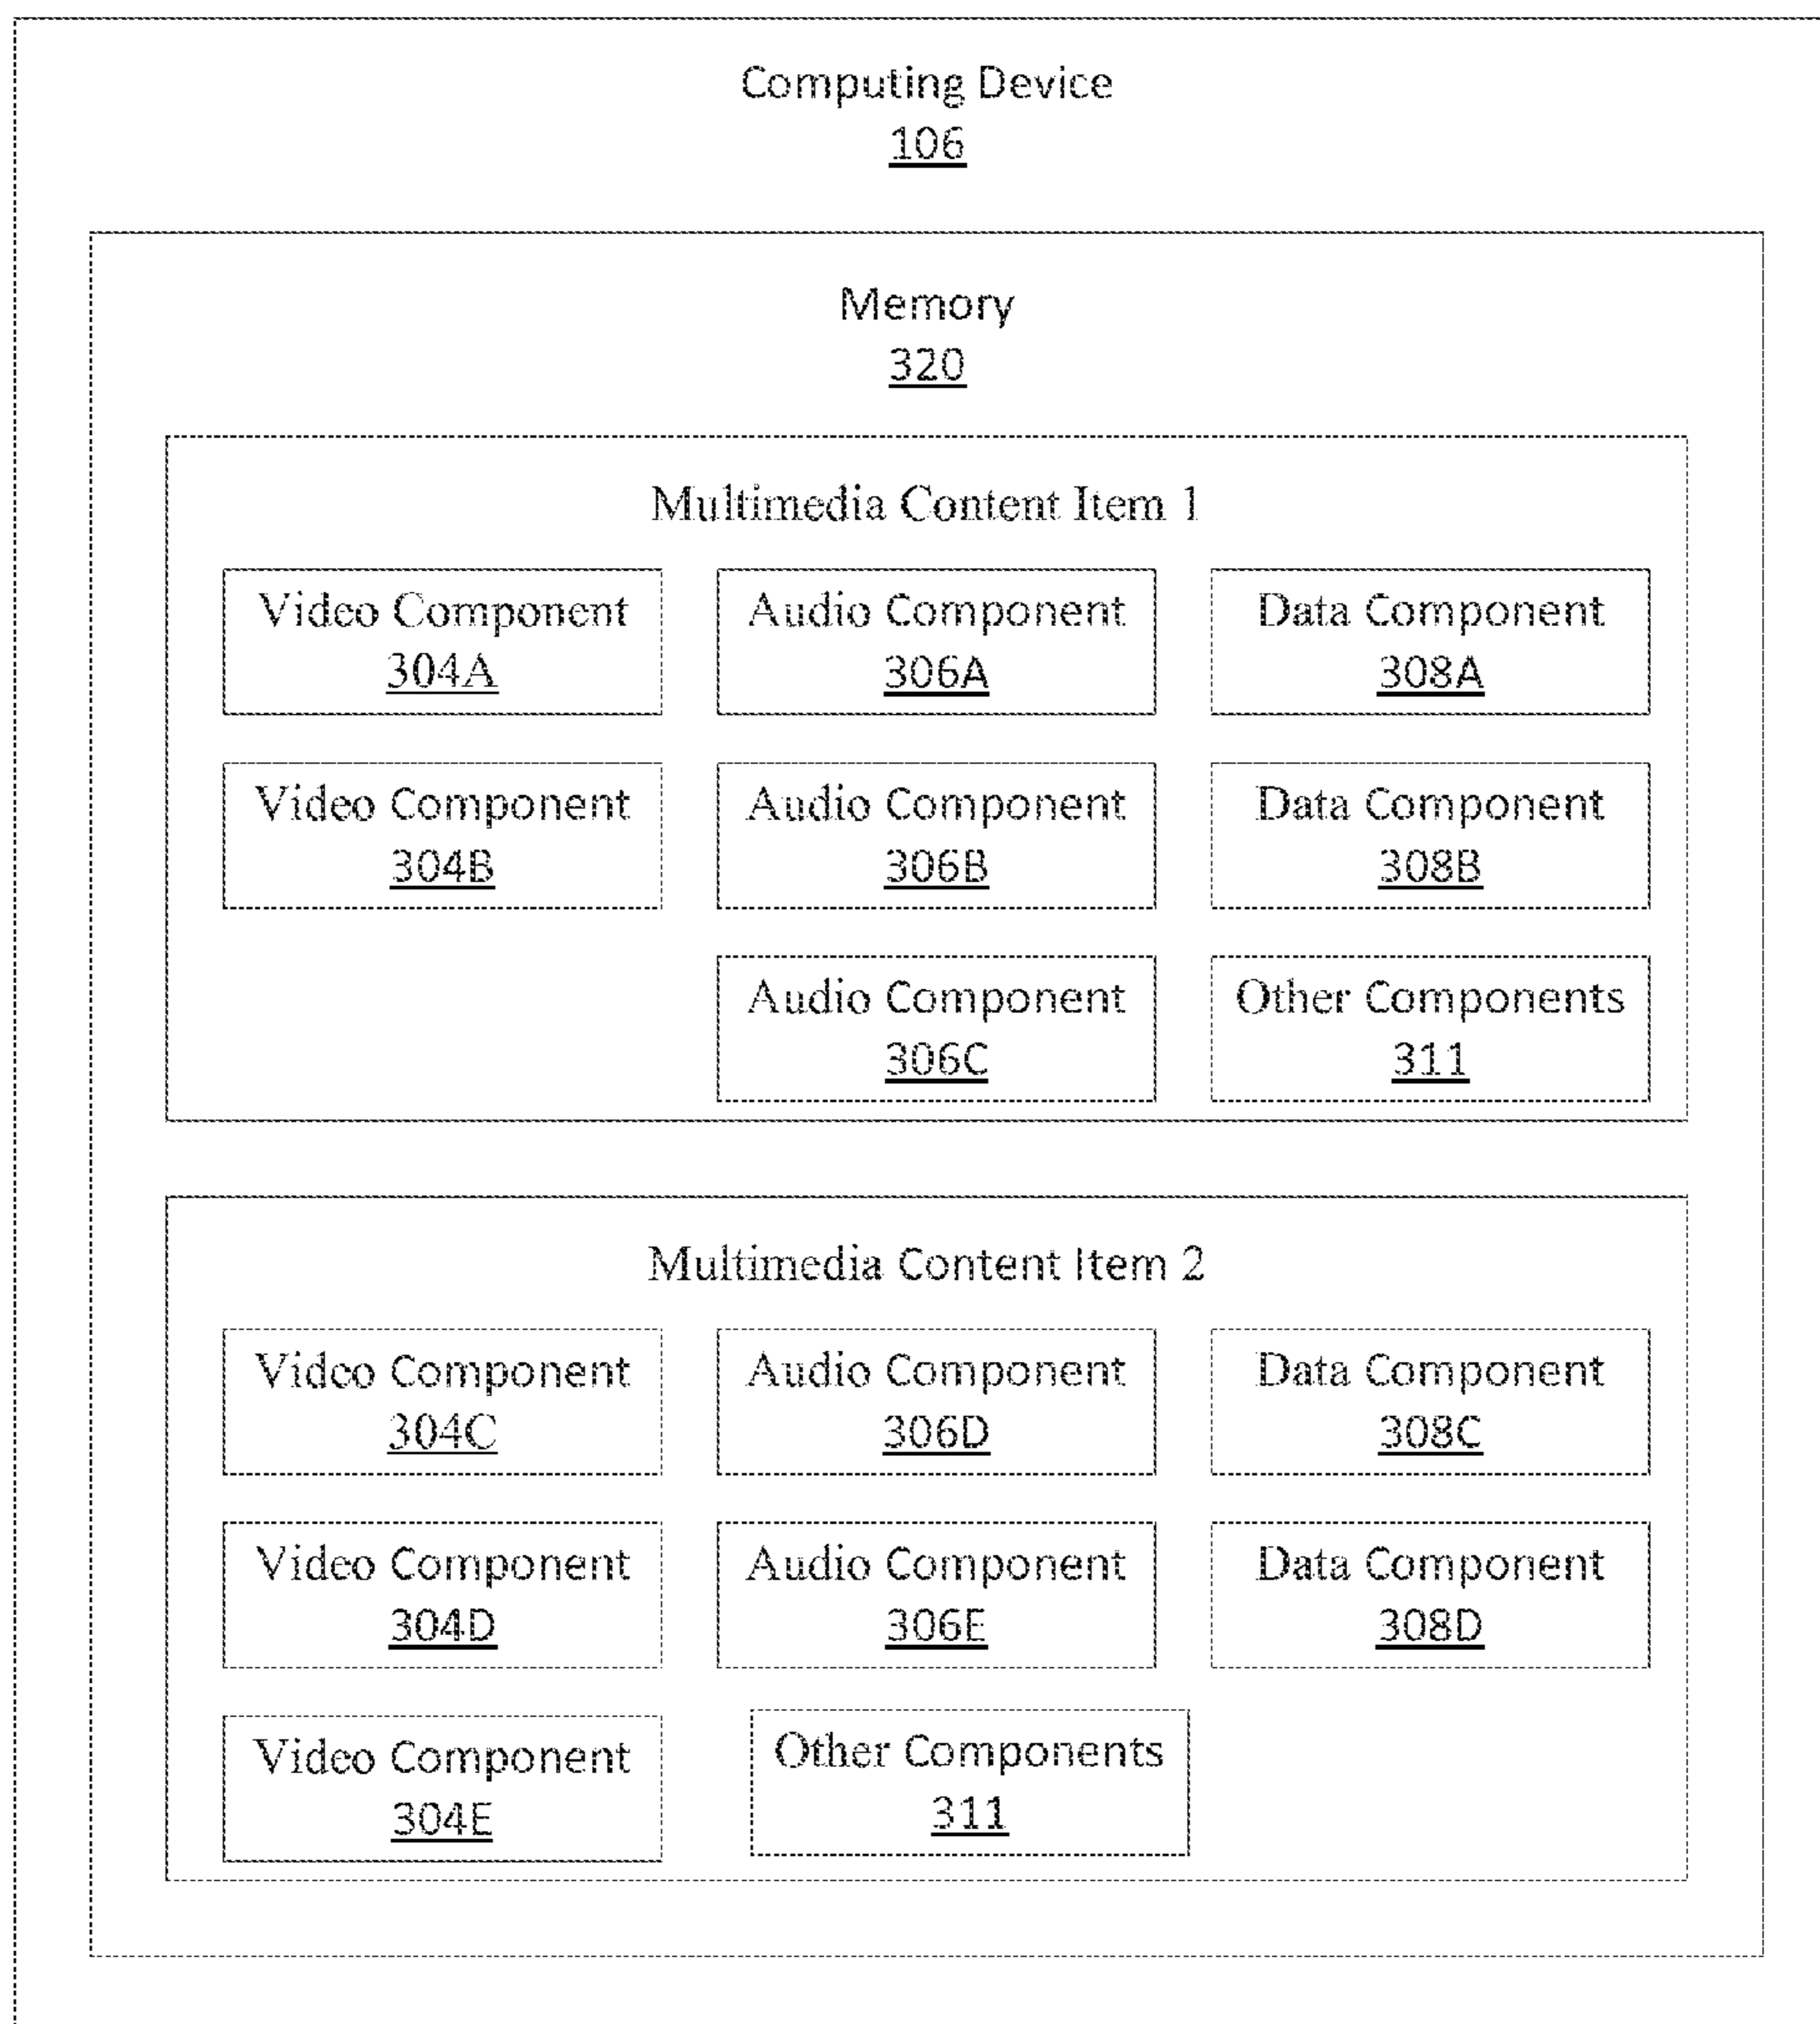 Computing Device
106
Memory
320
Multimedia Content Item 1
Video Component
304A
Audio Component
306A
Data Component
308A
Video Component
304B
Audio Component
306B
Data Component
308B
Audio Component
306C
Other Components
311
Multimedia Content Item 2
Video Component
304C
Audio Component
306D
Data Component
308C
Video Component
304D
Audio Component
306E
Data Component
308D
Video Component
304E
Other Components
311